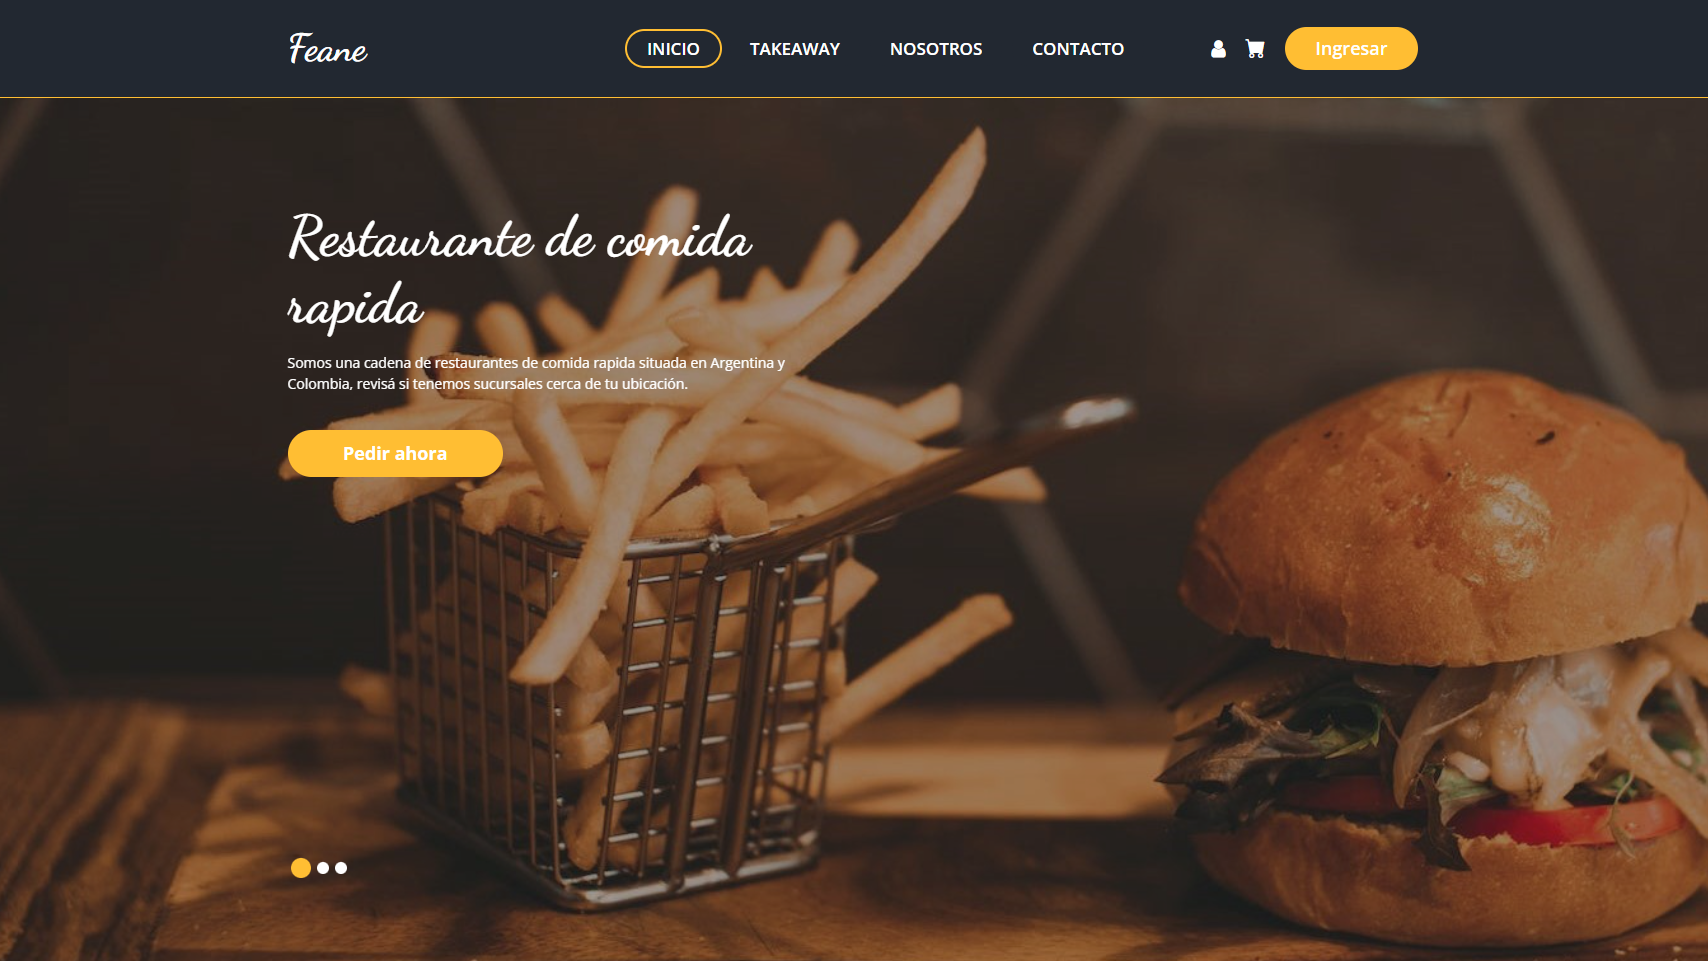 Feane
INICIO
TAKEAWAY
NOSOTROS
CONTACTO
Ingresar
Restaurante de comida
rapida
Somos una cadena de restaurantes de comida rapida situada en Argentina y
Colombia, revisá si tenemos sucursales cerca de tu ubicación.
Pedir ahora